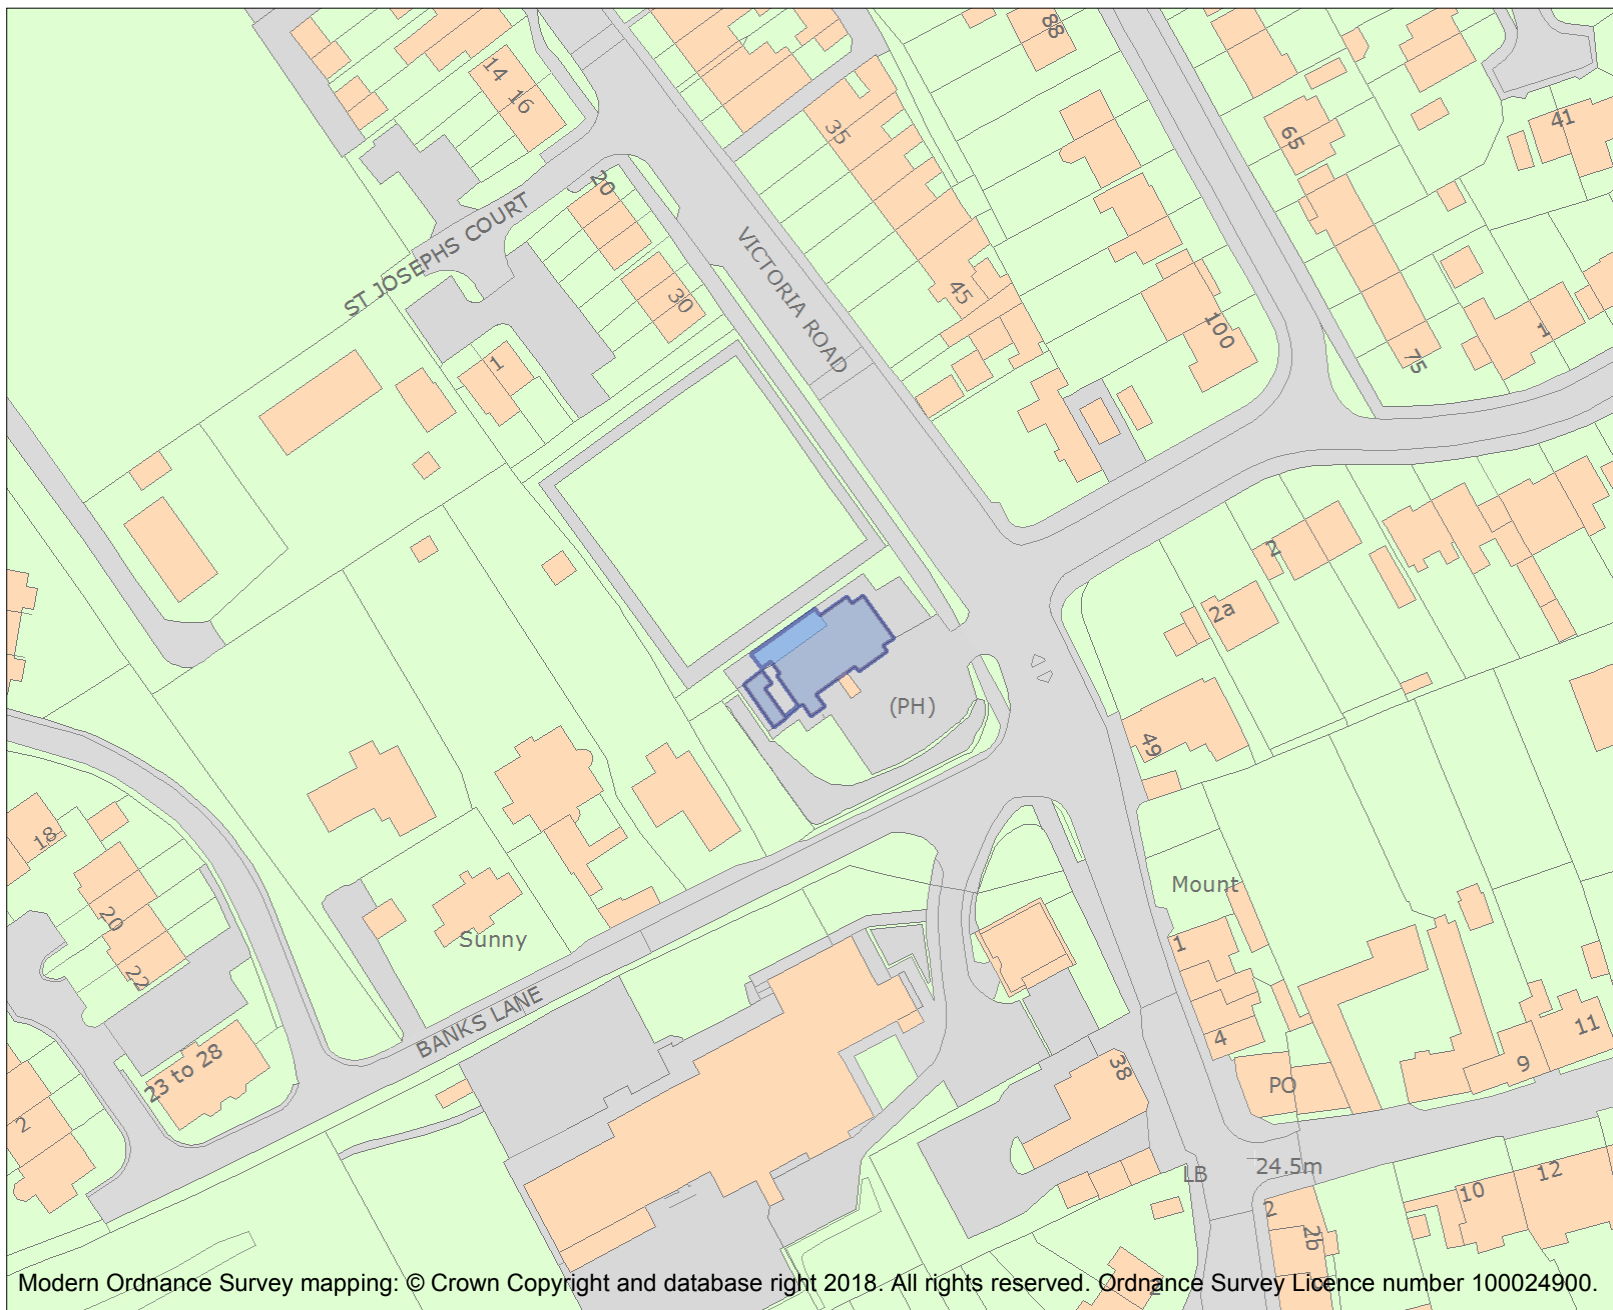 88
14
16
35
65
41
20
ST JOSEPHS COURT
VICTORIA ROAD
30
45
100
75
1
1
2
2a
(PH)
49
18
20
22
Sunny
Mount
1
BANKS LANE
23 to 28
4
38
PO
9
11
2
LB
24.5m
10
12
2
2b
Modern Ordnance Survey mapping: © Crown Copyright and database right 2018. All rights reserved. Ordnance Survey Licence number 100024900.